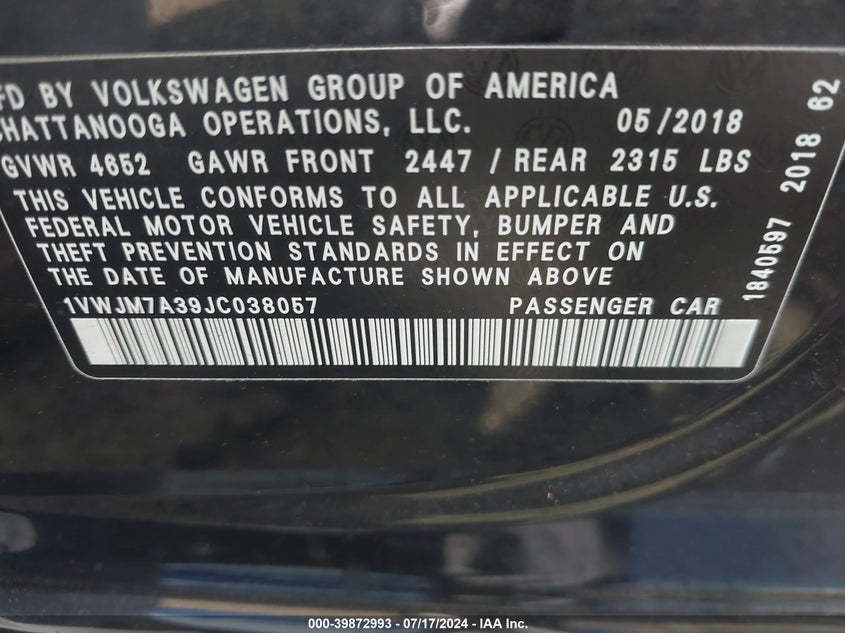 FD BY VOLKSWAGEN GROUP OF AMERICA
HATTANOOGA OPERATIONS, LLC. 05/2018
GVWR 4652 GAWR FRONT 2447 / REAR 2315 LBS
THIS VEHICLE CONFORMS TO ALL APPLICABLE U.S.
FEDERAL MOTOR VEHICLE SAFETY, BUMPER AND
THEFT PREVENTION STANDARDS IN EFFECT ON
THE DATE OF MANUFACTURE SHOWN ABOVE
1VWJM7A39JC038057 PASSENGER CAR
1840597 2018 62
000-39872993 - 07/17/2024 - IAA Inc.